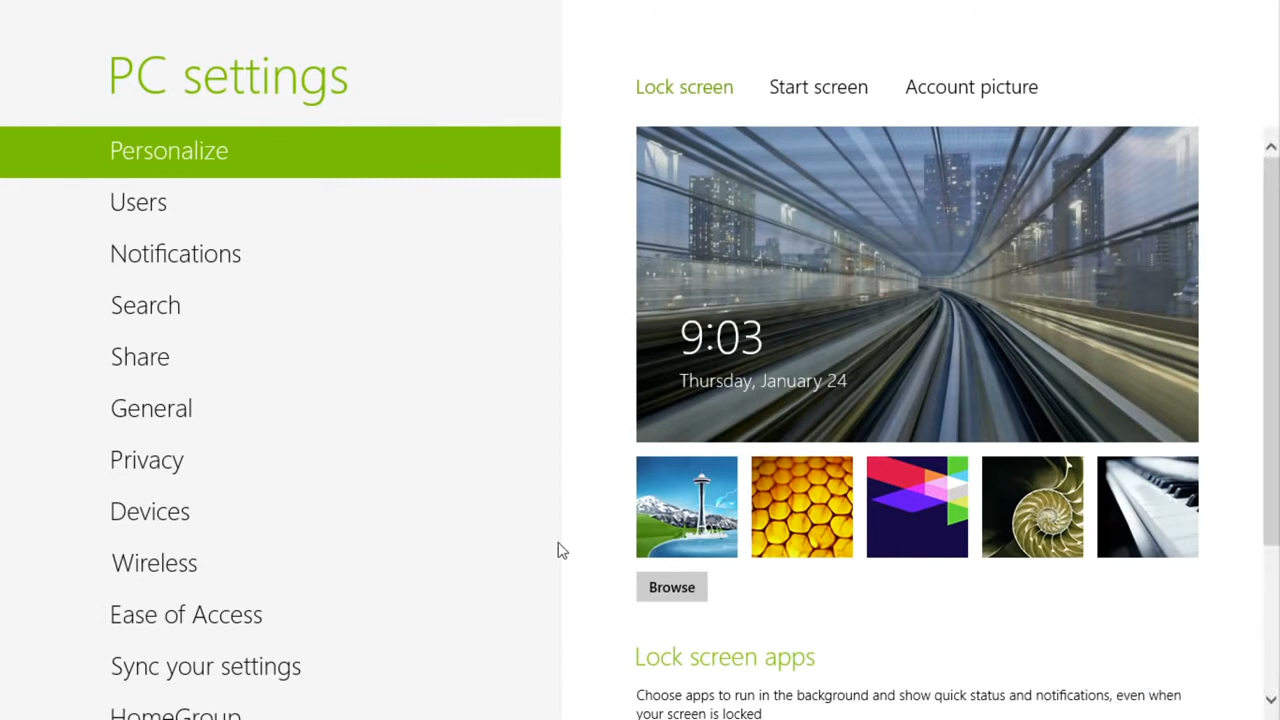 PC settings
Personalize
Users
Notifications
Search
Share
General
Privacy
Devices
Wireless
Ease of Access
Sync your settings
HomeGroup
Lock screen
Start screen
Account picture
9:03
Thursday, January 24
Browse
Lock screen apps
Choose apps to run in the background and show quick status and notifications, even when
your screen is locked